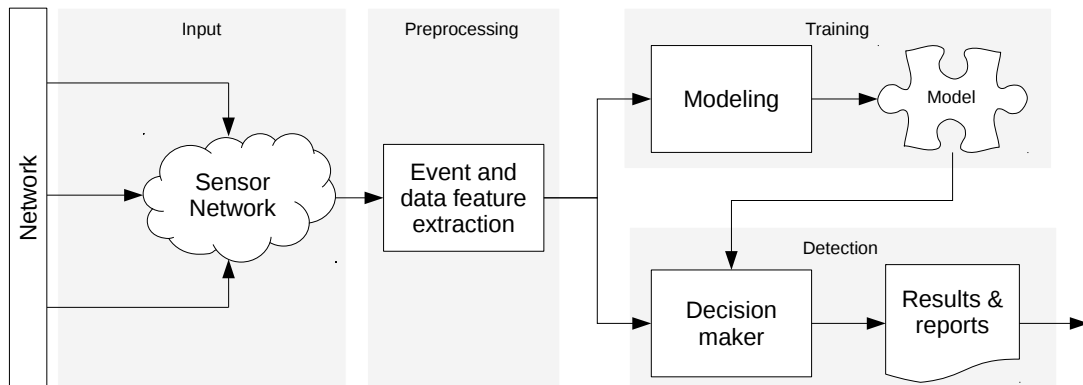 Network
Input
Sensor
Network
Preprocessing
Event and
data feature
extraction
Training
Modeling
Model
Detection
Decision
maker
Results &
reports